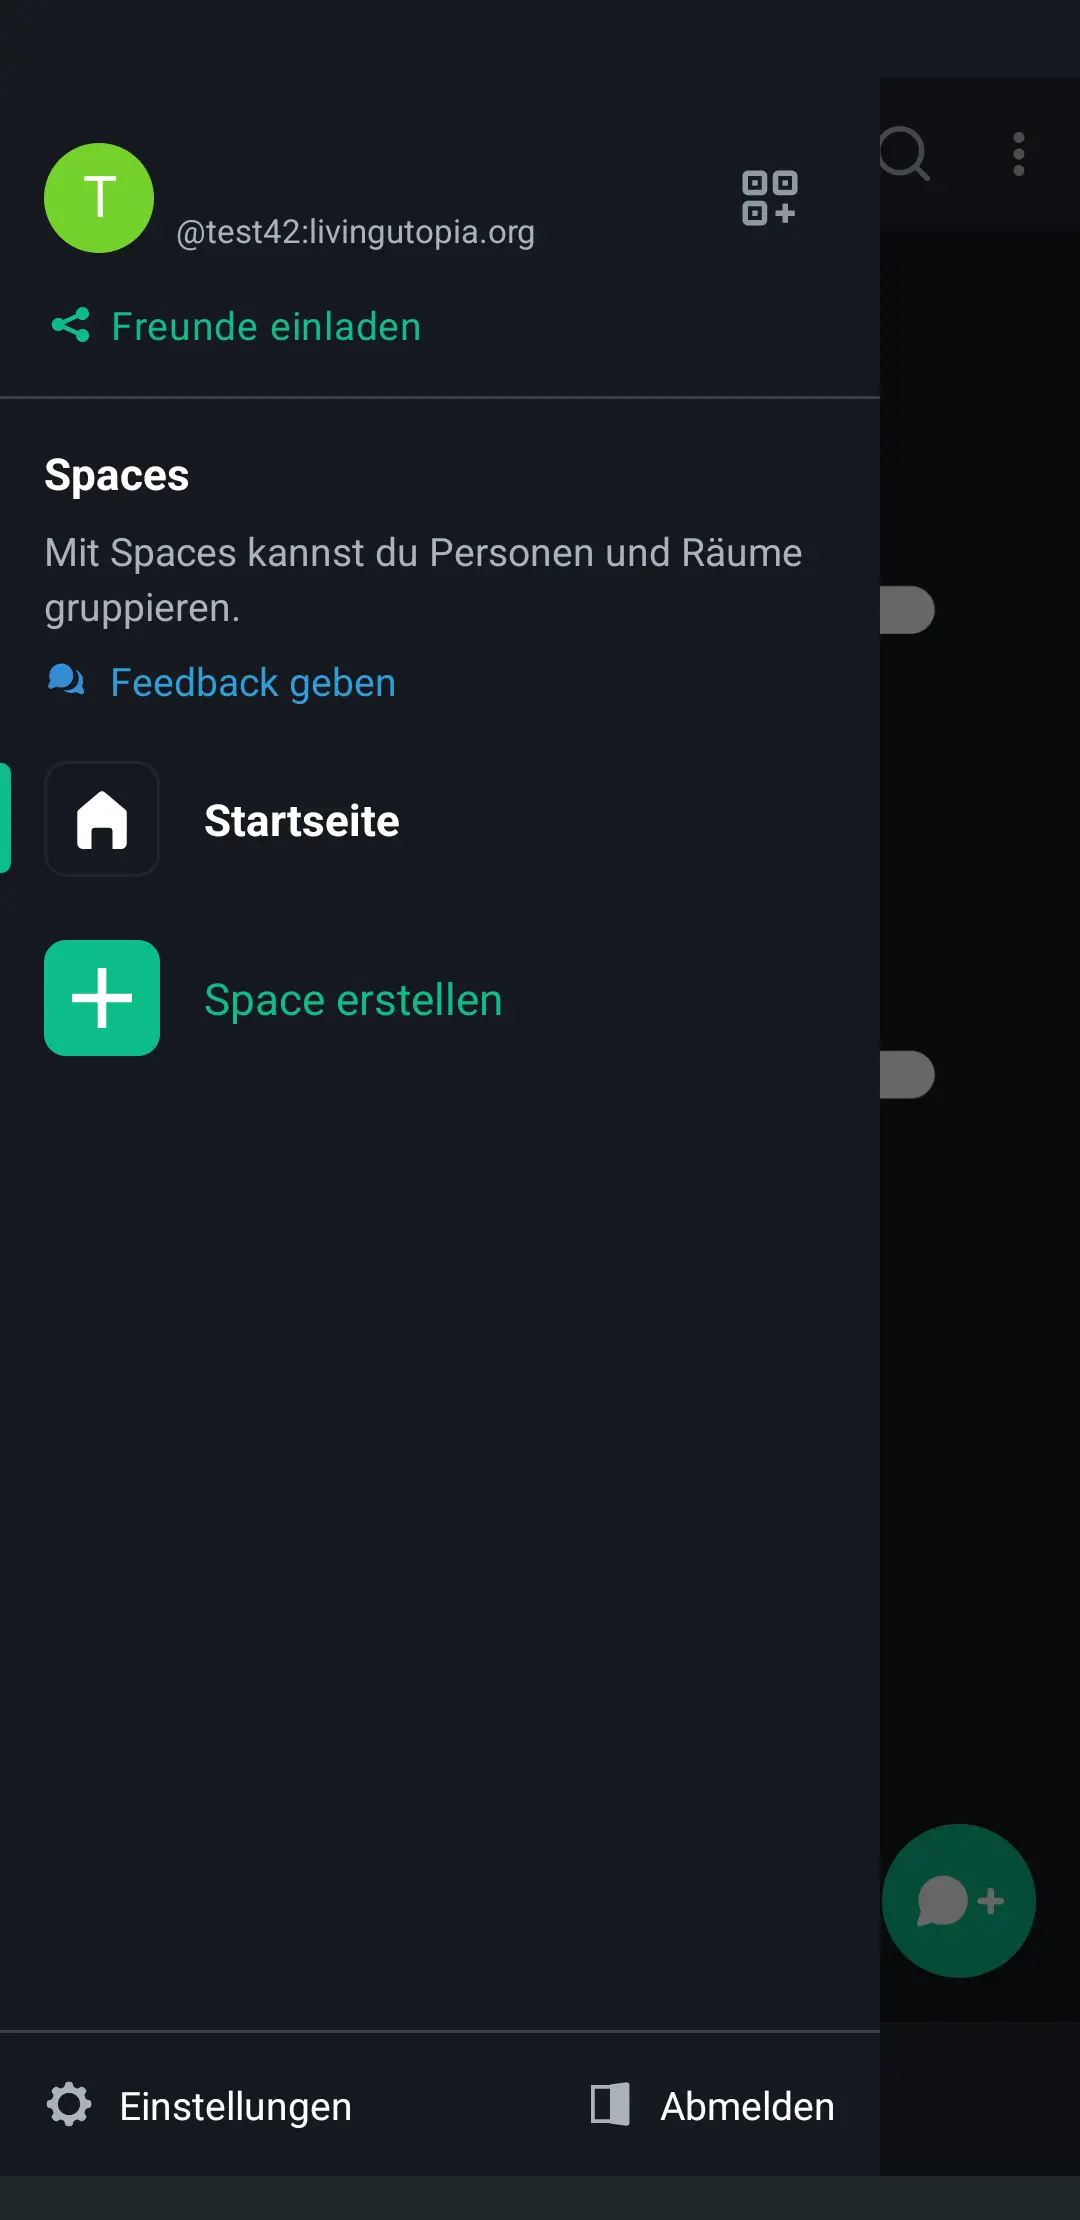 T
@test42:livingutopia.org
Freunde einladen
Spaces
Mit Spaces kannst du Personen und Räume
gruppieren.
Feedback geben
Startseite
Space erstellen
Einstellungen
Abmelden